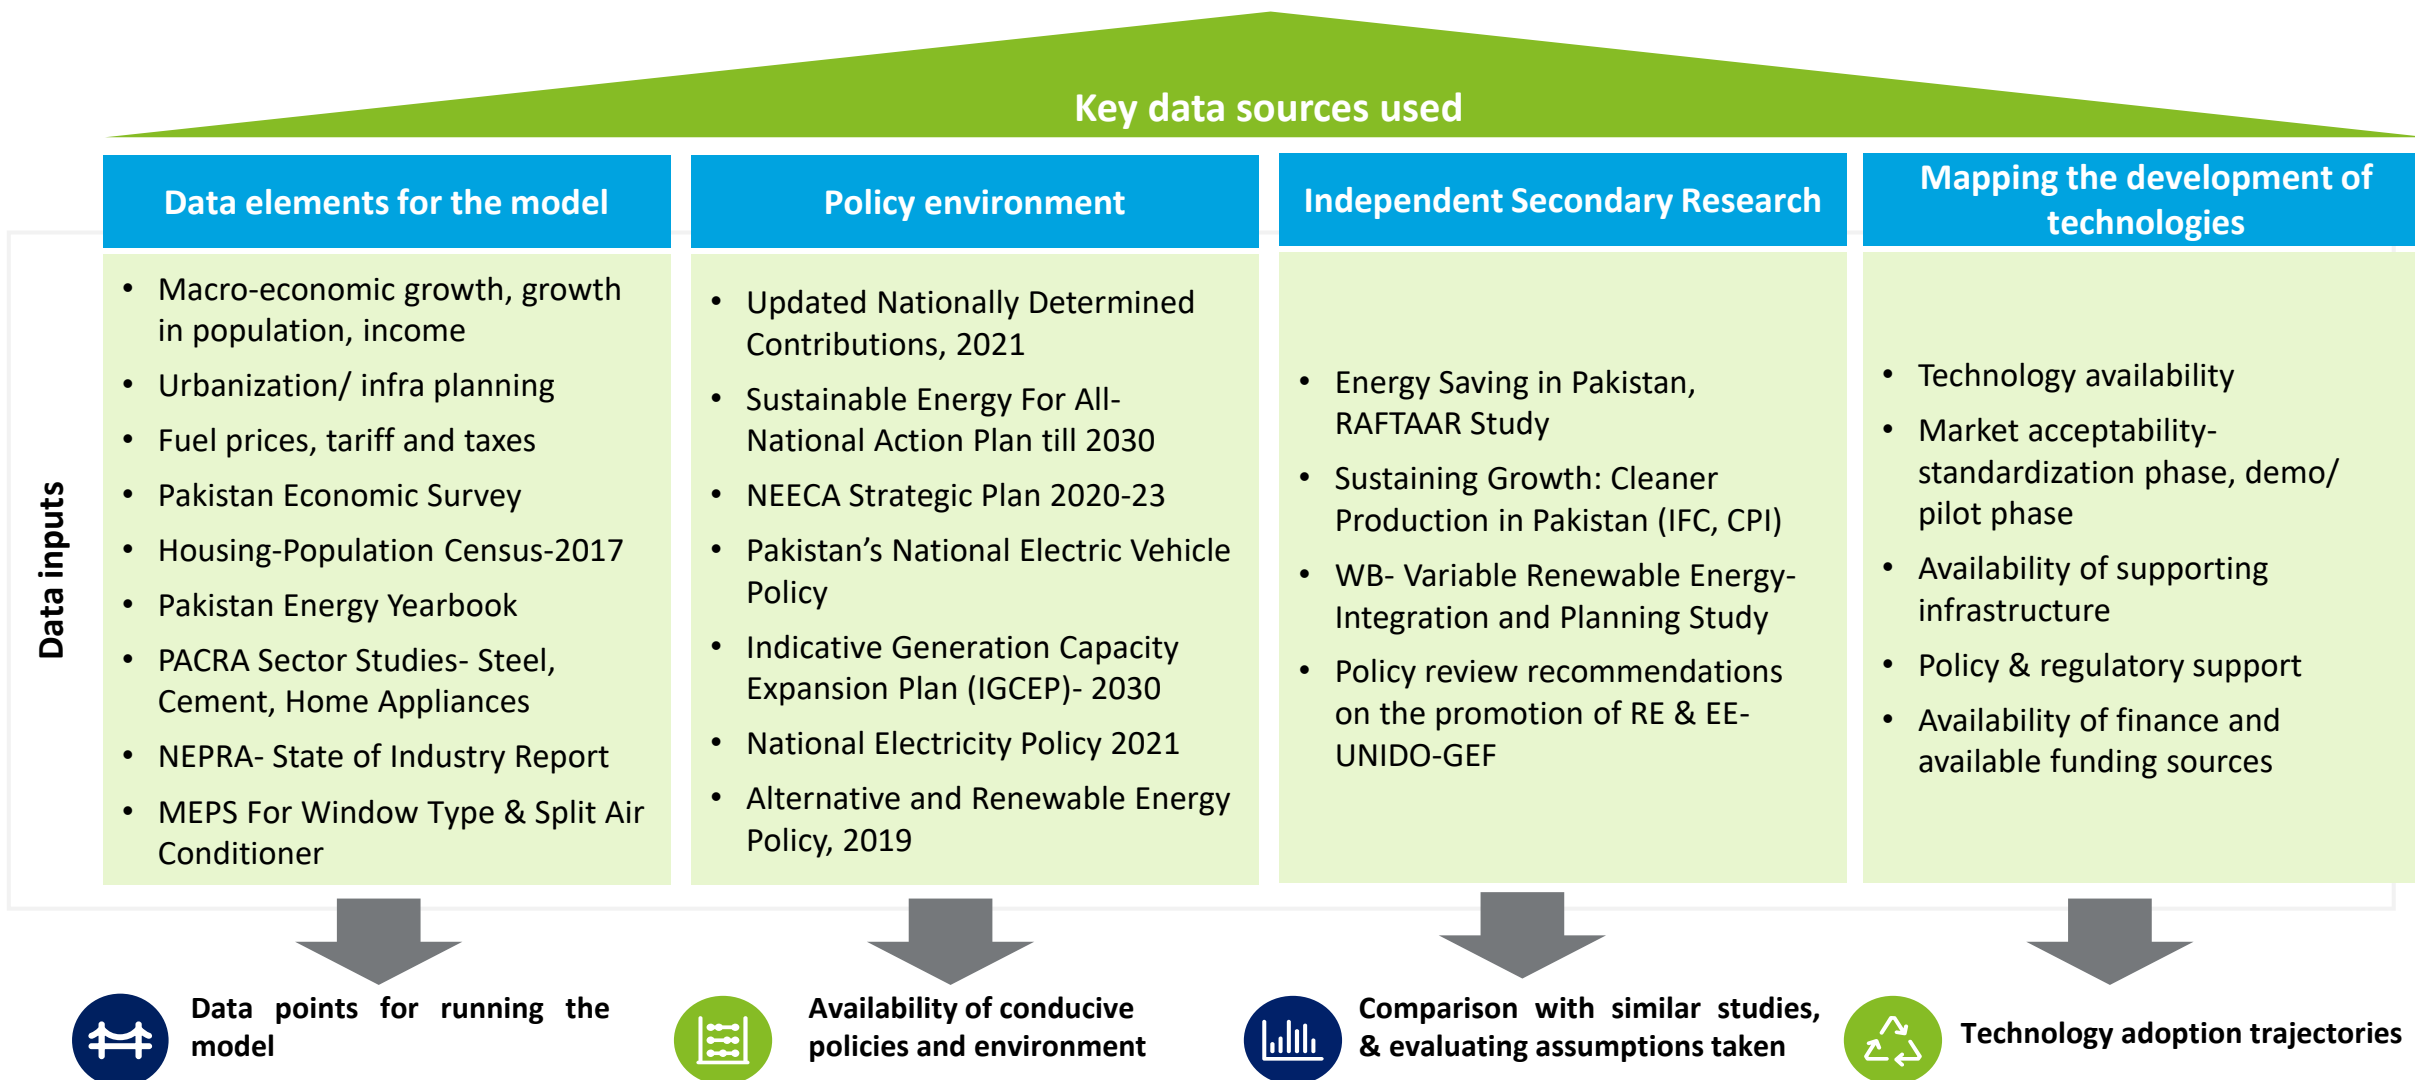 Key data sources used
Data inputs
Data elements for the model
• Macro-economic growth, growth
in population, income
• Urbanization/ infra planning
• Fuel prices, tariff and taxes
• Pakistan Economic Survey
• Housing-Population Census-2017
• Pakistan Energy Yearbook
• PACRA Sector Studies- Steel,
Cement, Home Appliances
• NEPRA- State of Industry Report
• MEPS For Window Type & Split Air
Conditioner
Data points for running the
model
Policy environment
• Updated Nationally Determined
Contributions, 2021
• Sustainable Energy For All-
National Action Plan till 2030
• NEECA Strategic Plan 2020-23
• Pakistan’s National Electric Vehicle
Policy
• Indicative Generation Capacity
Expansion Plan (IGCEP)- 2030
• National Electricity Policy 2021
• Alternative and Renewable Energy
Policy, 2019
Availability of conducive
policies and environment
Independent Secondary Research
• Energy Saving in Pakistan,
RAFTAAR Study
• Sustaining Growth: Cleaner
Production in Pakistan (IFC, CPI)
• WB- Variable Renewable Energy-
Integration and Planning Study
• Policy review recommendations
on the promotion of RE & EE-
UNIDO-GEF
Comparison with similar studies,
& evaluating assumptions taken
Mapping the development of
technologies
• Technology availability
• Market acceptability-
standardization phase, demo/
pilot phase
• Availability of supporting
infrastructure
• Policy & regulatory support
• Availability of finance and
available funding sources
Technology adoption trajectories